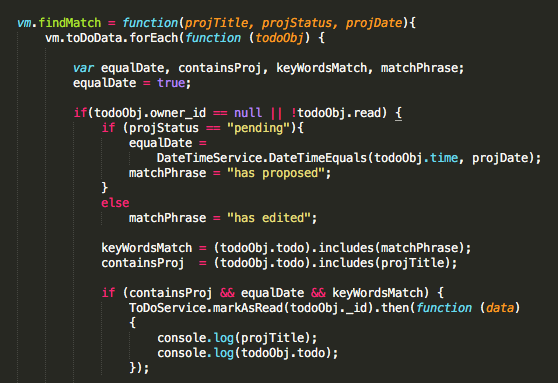 vm.findMatch = function(projTitle, projStatus, projDate){
    vm.toDoData.forEach(function (todoObj) {
        var equalDate, containsProj, keyWordsMatch, matchPhrase;
        equalDate = true;
        if(todoObj.owner_id == null || !todoObj.read) {
            if (projStatus == "pending"){
                equalDate =
                    DateTimeService.DateTimeEquals(todoObj.time, projDate);
                matchPhrase = "has proposed";
            }
            else
                matchPhrase = "has edited";
            keyWordsMatch = (todoObj.todo).includes(matchPhrase);
            containsProj  = (todoObj.todo).includes(projTitle);
            if (containsProj && equalDate && keyWordsMatch) {
                ToDoService.markAsRead(todoObj._id).then(function (data)
                {
                    console.log(projTitle);
                    console.log(todoObj.todo);
                });